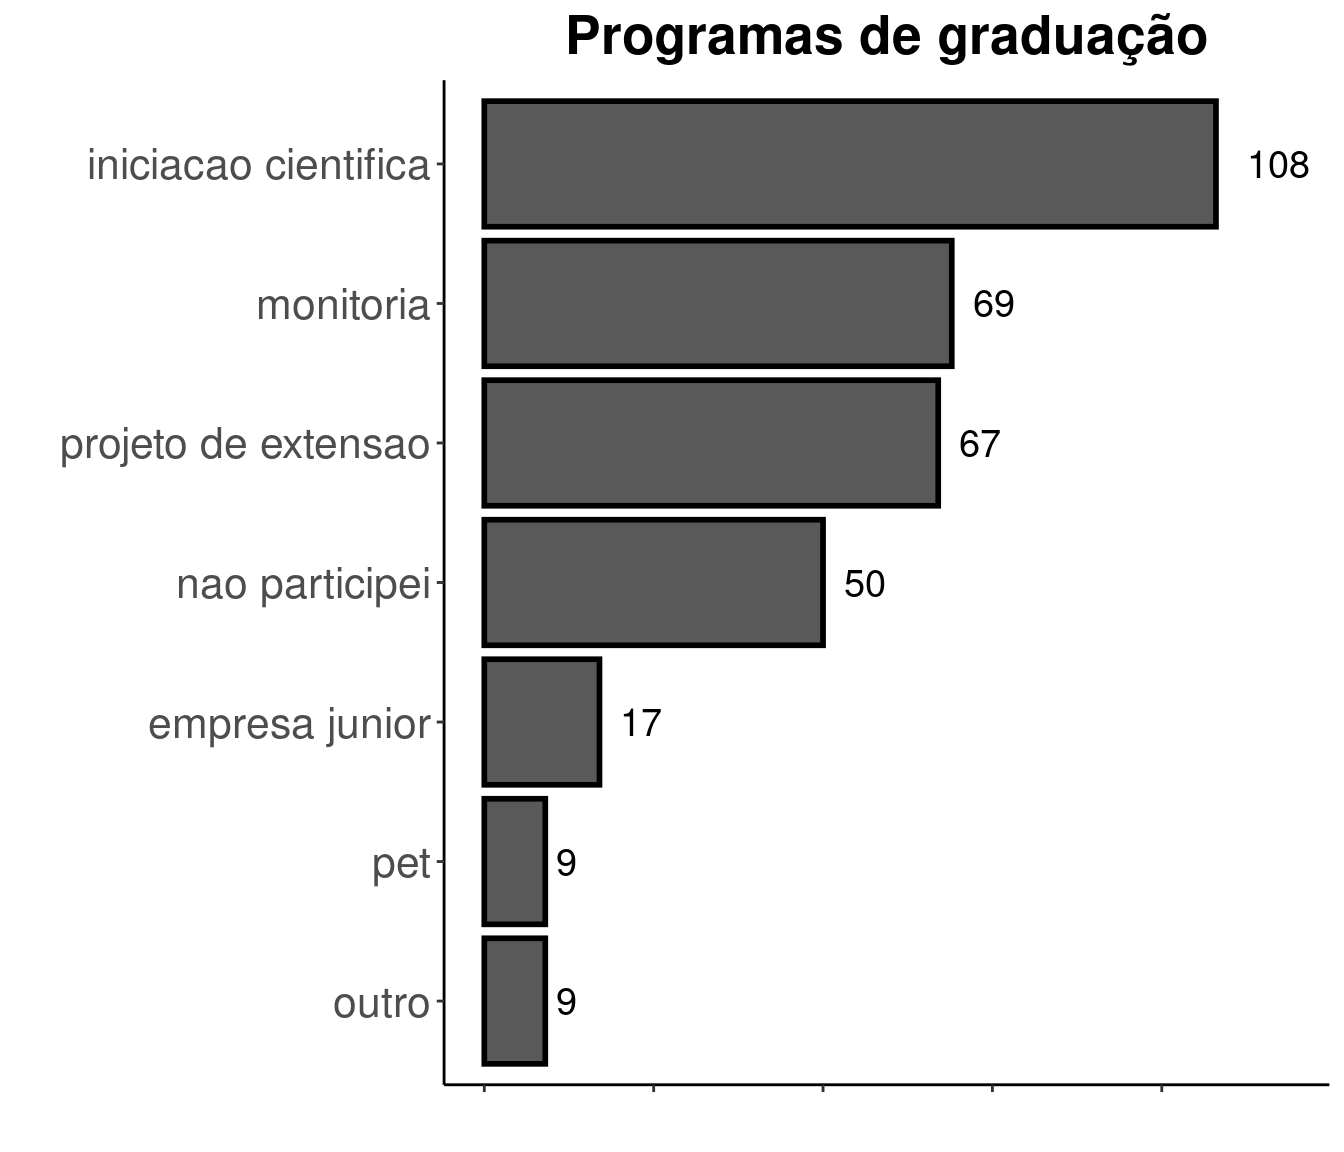 Programas de graduação
iniciacao cientifica 108
monitoria 69
projeto de extensao 67
nao participei 50
empresa junior 17
pet 9
outro 9